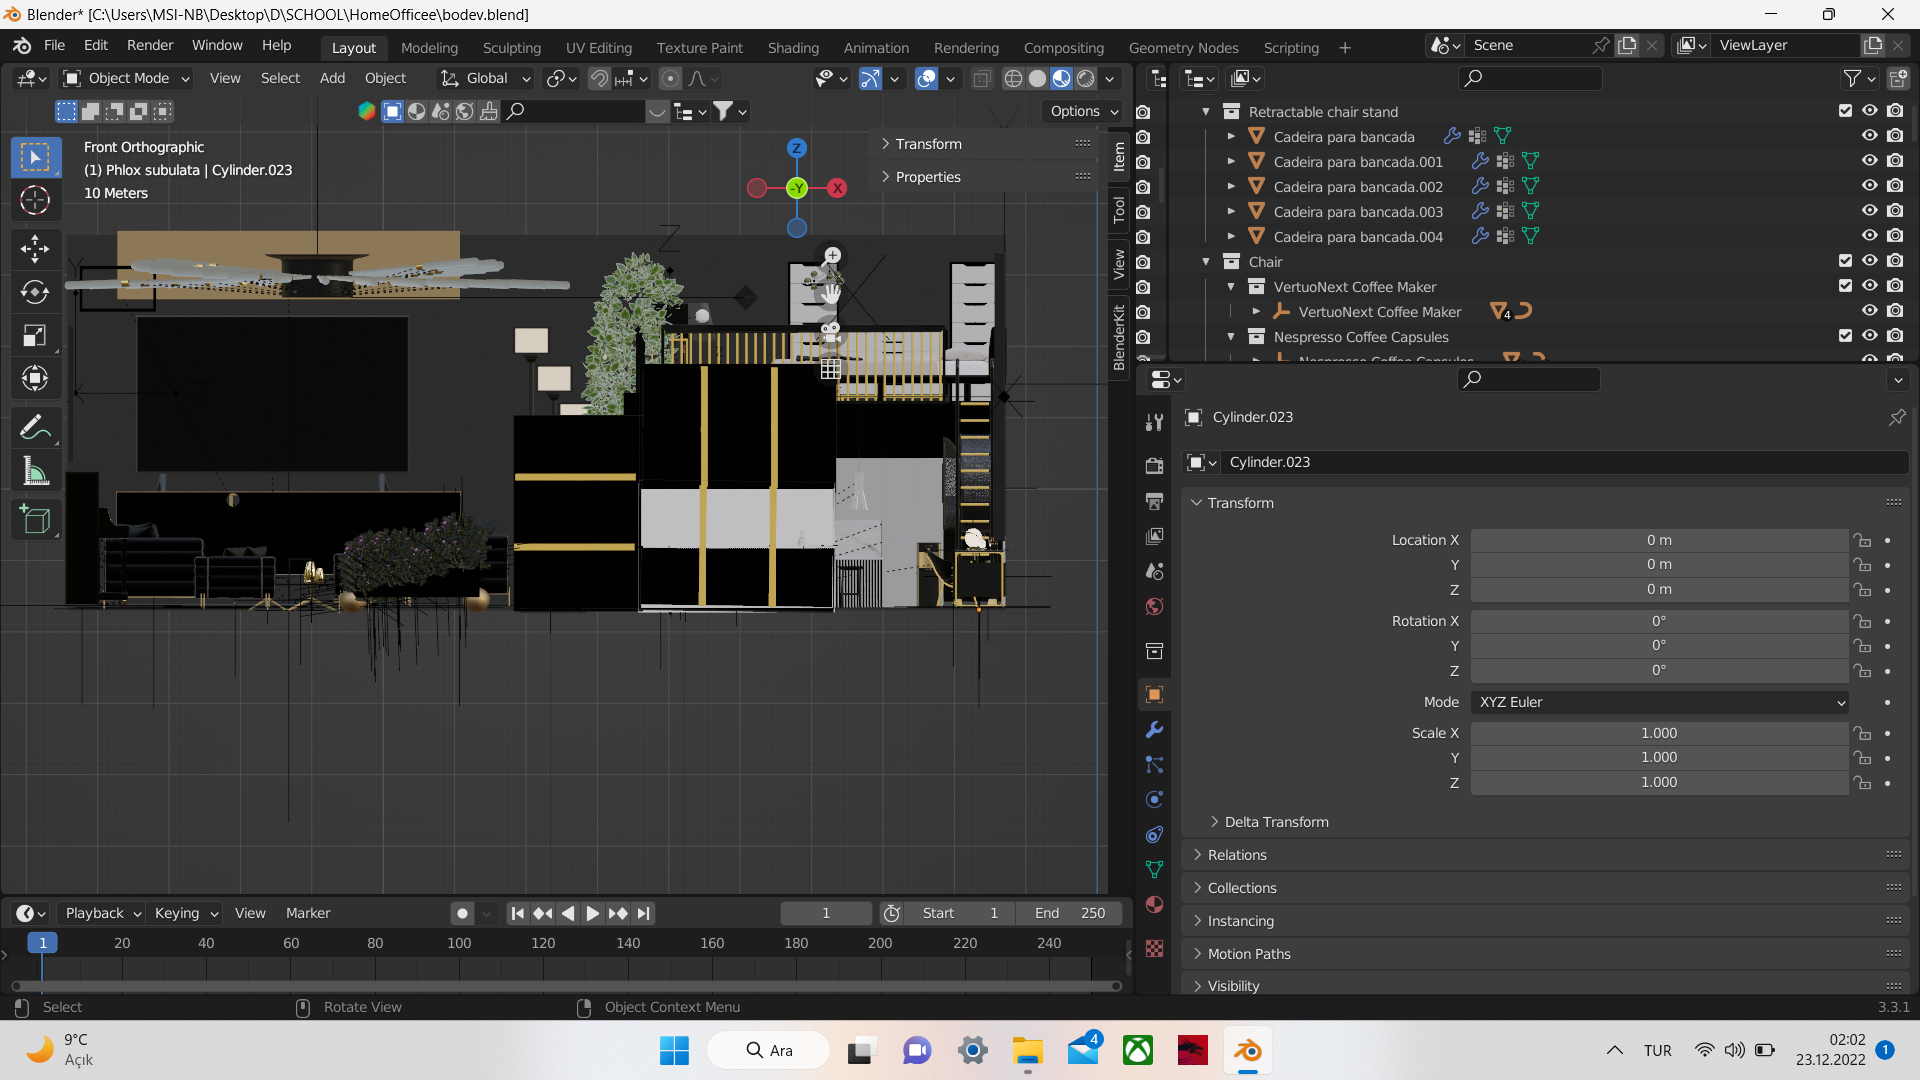 Blender* [C:\Users\MSI-NB\Desktop\D\SCHOOL\HomeOfficee\bodev.blend]
File Edit Render Window Help
Layout Modeling Sculpting UV Editing Texture Paint Shading Animation Rendering Compositing Geometry Nodes Scripting
Scene
ViewLayer
Object Mode View Select Add Object Global
Options
Front Orthographic
(1) Phlox subulata | Cylinder.023
10 Meters
Z
-Y
X
Transform
Properties
Item
Tool
View
BlenderKit
Retractable chair stand
Cadeira para bancada
Cadeira para bancada.001
Cadeira para bancada.002
Cadeira para bancada.003
Cadeira para bancada.004
Chair
VertuoNext Coffee Maker
VertuoNext Coffee Maker 4
Nespresso Coffee Capsules
Nespresso Coffee Capsules
Cylinder.023
Cylinder.023
Transform
Location X 0 m
Y 0 m
Z 0 m
Rotation X 0°
Y 0°
Z 0°
Mode XYZ Euler
Scale X 1.000
Y 1.000
Z 1.000
Delta Transform
Relations
Collections
Instancing
Motion Paths
Visibility
Playback Keying View Marker
1
Start 1
End 250
1 20 40 60 80 100 120 140 160 180 200 220 240
Select
Rotate View
Object Context Menu
3.3.1
9°C
Açık
Ara
4
TUR
02:02
23.12.2022
1